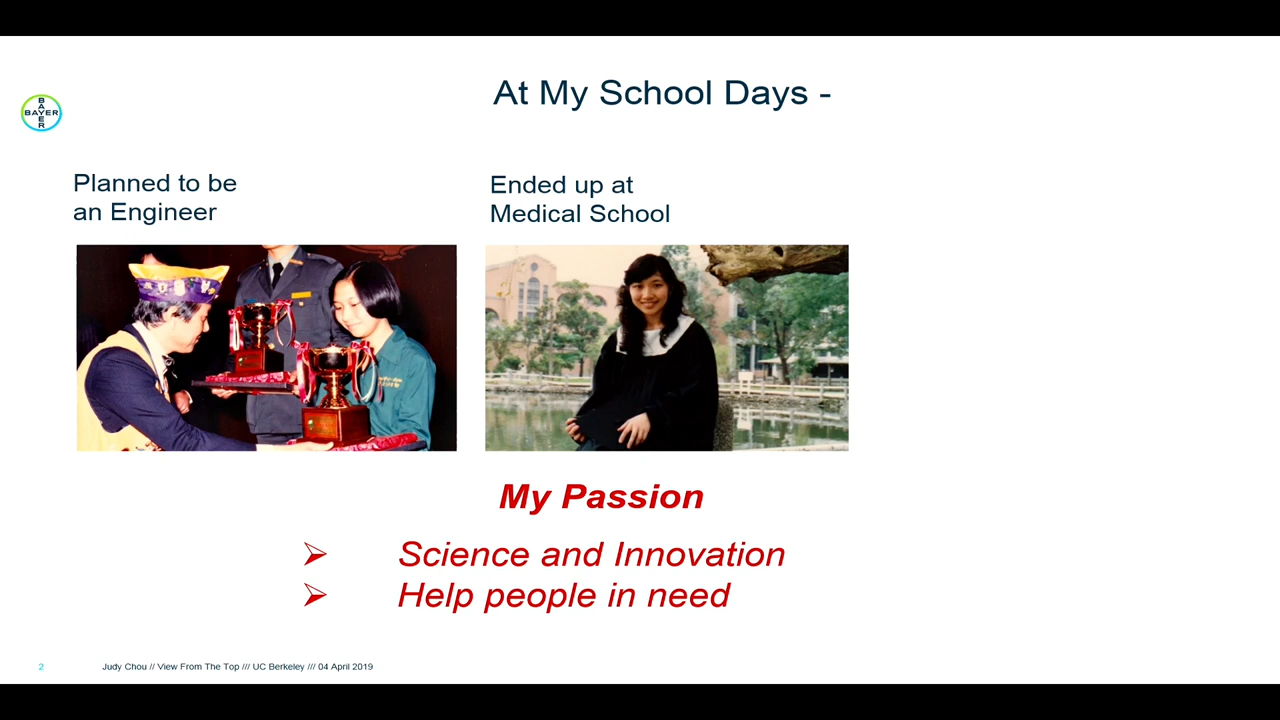 At My School Days -
BAYER
BAYER
Planned to be
an Engineer
Ended up at
Medical School
My Passion
Science and Innovation
Help people in need
2
Judy Chou // View From The Top /// UC Berkeley /// 04 April 2019